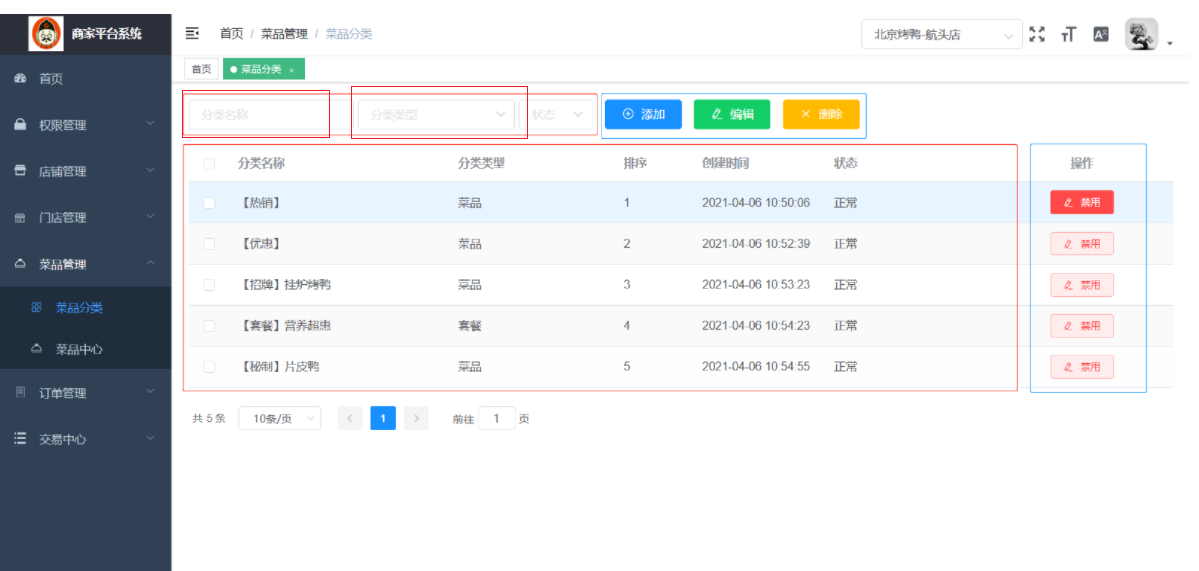 商家平台系统
首页 / 菜品管理 / 菜品分类
北京烤鸭-航头店
首页
菜品分类 ×
首页
权限管理
店铺管理
门店管理
菜品管理
菜品分类
菜品中心
订单管理
交易中心
分类名称 分类类型 状态 添加 编辑 删除
分类名称 分类类型 排序 创建时间 状态 操作
【热销】 菜品 1 2021-04-06 10:50:06 正常 禁用
【优惠】 菜品 2 2021-04-06 10:52:39 正常 禁用
【招牌】挂炉烤鸭 菜品 3 2021-04-06 10:53:23 正常 禁用
【套餐】营养超惠 套餐 4 2021-04-06 10:54:23 正常 禁用
【秘制】片皮鸭 菜品 5 2021-04-06 10:54:55 正常 禁用
共 5 条 10条/页 < 1 > 前往 1 页